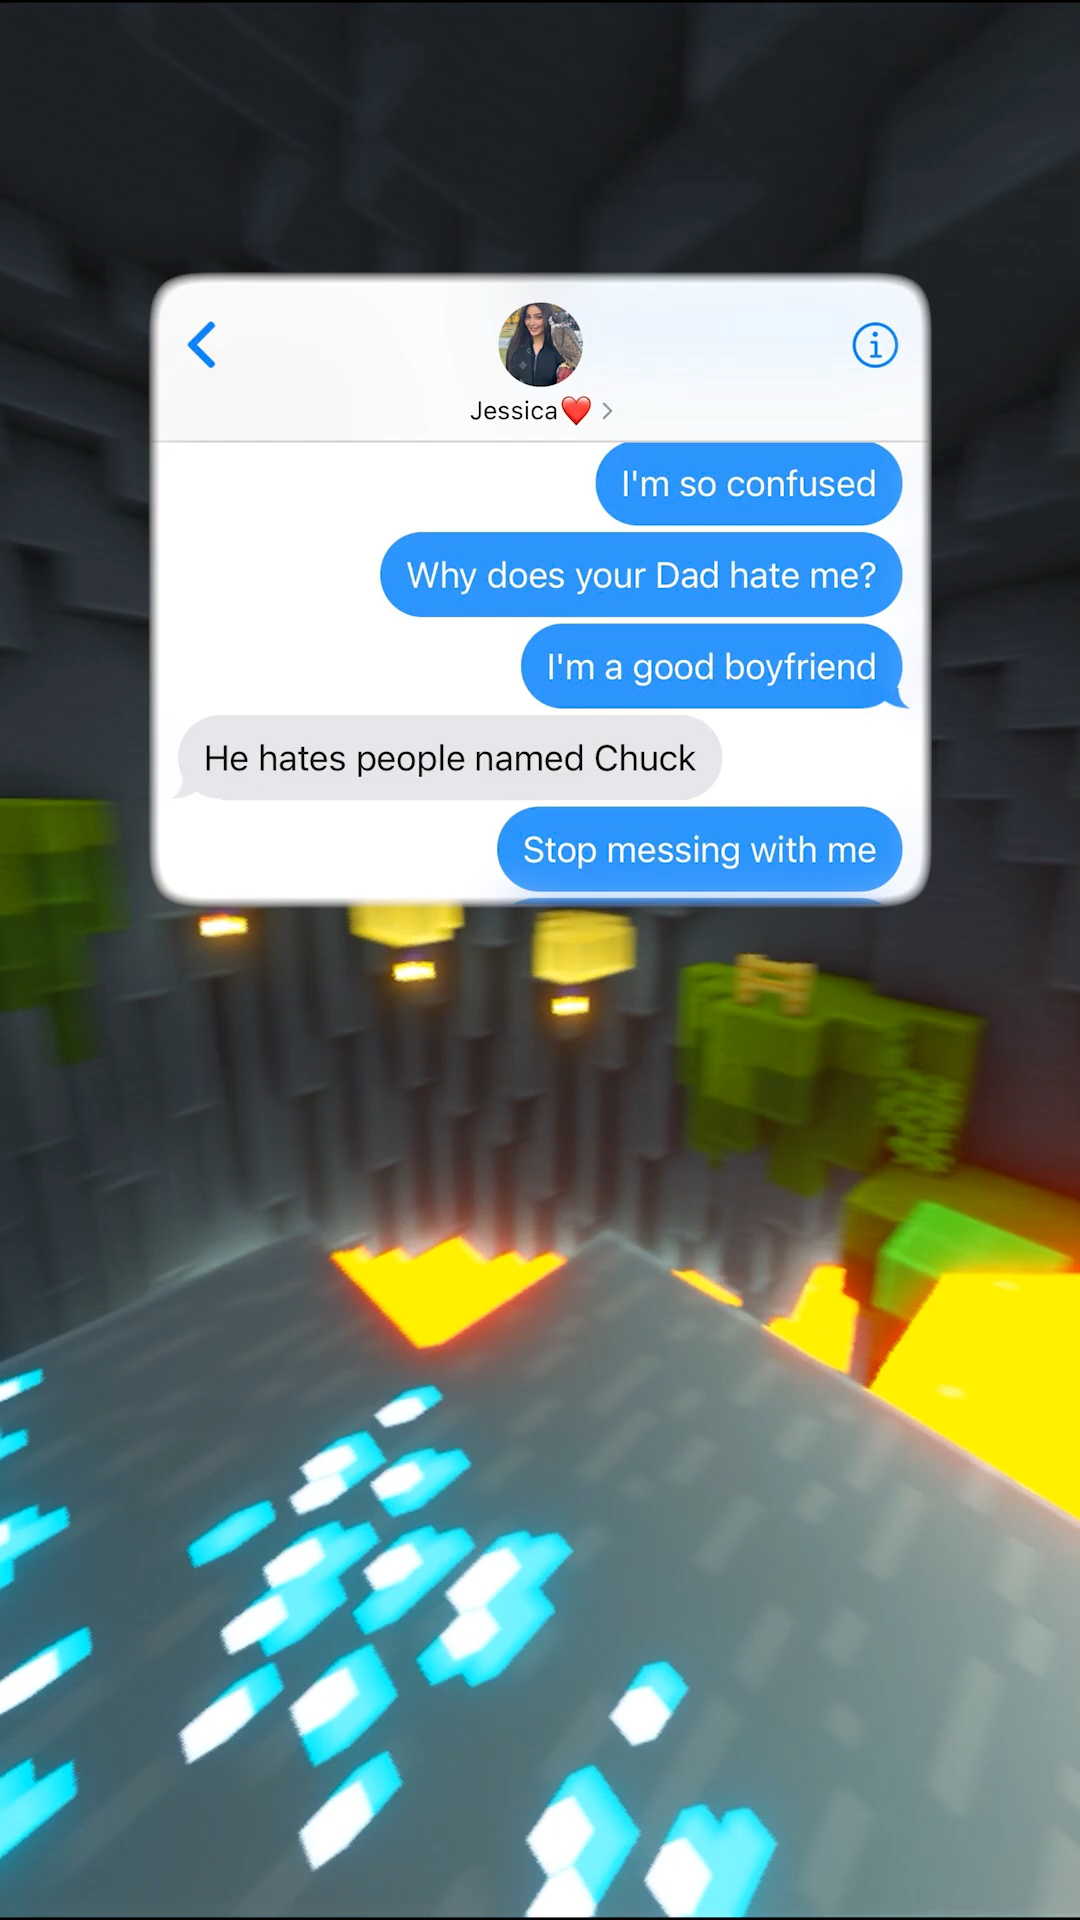 Jessica❤️
I'm so confused
Why does your Dad hate me?
I'm a good boyfriend
He hates people named Chuck
Stop messing with me